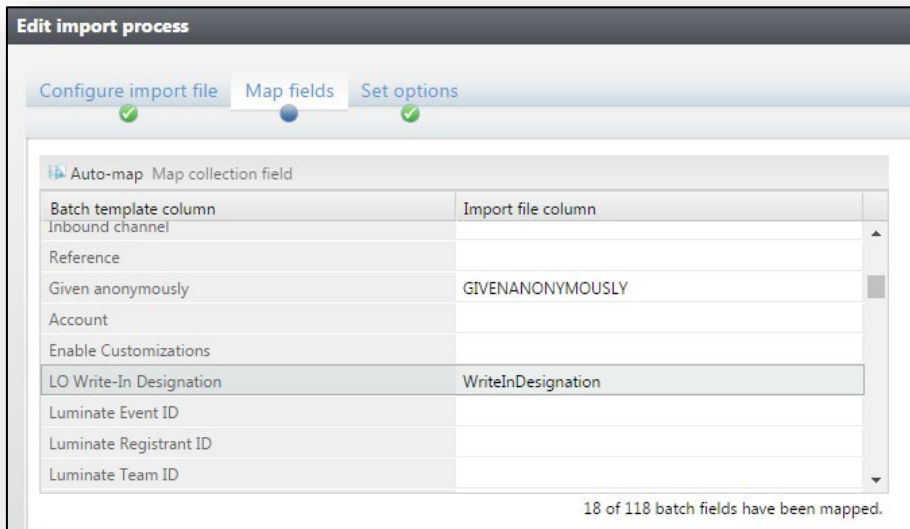 Edit import process
Configure import file Map fields Set options
Auto-map Map collection field
Batch template column Import file column
Inbound channel
Reference
Given anonymously GIVENANONYMOUSLY
Account
Enable Customizations
LO Write-In Designation WriteInDesignation
Luminate Event ID
Luminate Registrant ID
Luminate Team ID
18 of 118 batch fields have been mapped.